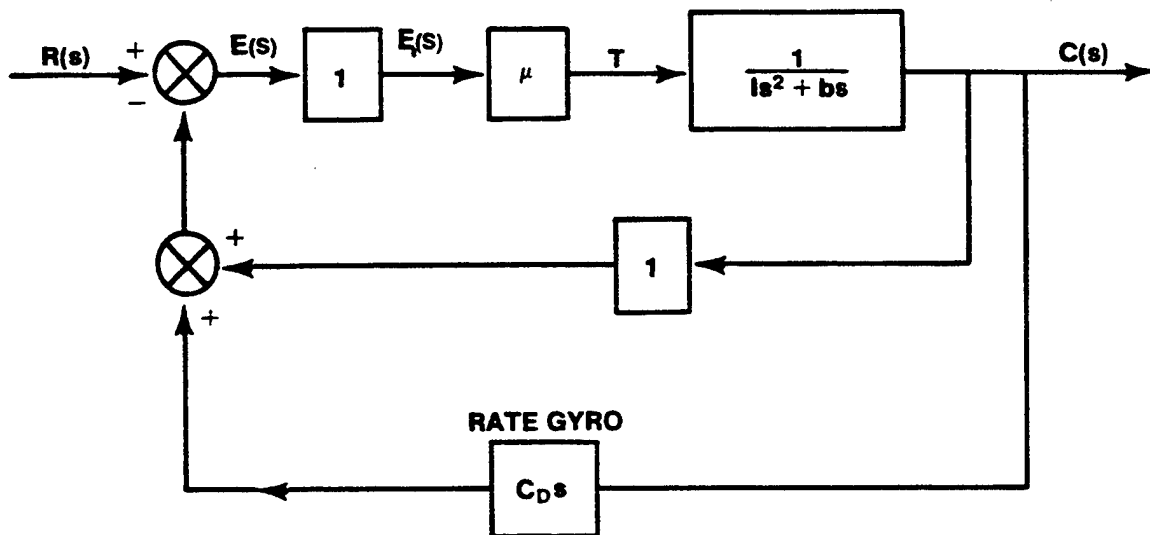 R(s)
+
−
E(S)
1
E₁(S)
μ
T
1
Is² + bs
C(s)
+
1
+
RATE GYRO
C_D s